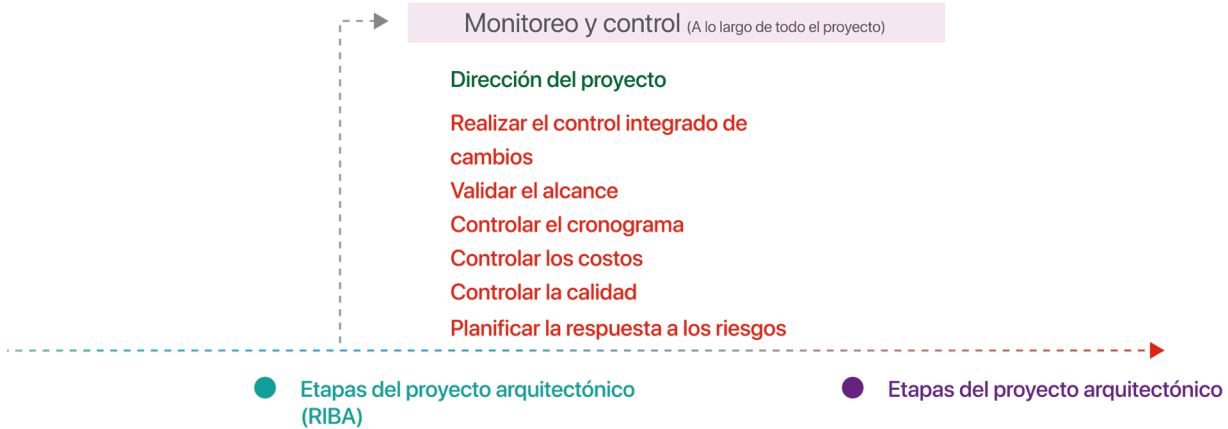 Monitoreo y control (A lo largo de todo el proyecto)
Dirección del proyecto
Realizar el control integrado de
cambios
Validar el alcance
Controlar el cronograma
Controlar los costos
Controlar la calidad
Planificar la respuesta a los riesgos
Etapas del proyecto arquitectónico
(RIBA)
Etapas del proyecto arquitectónico